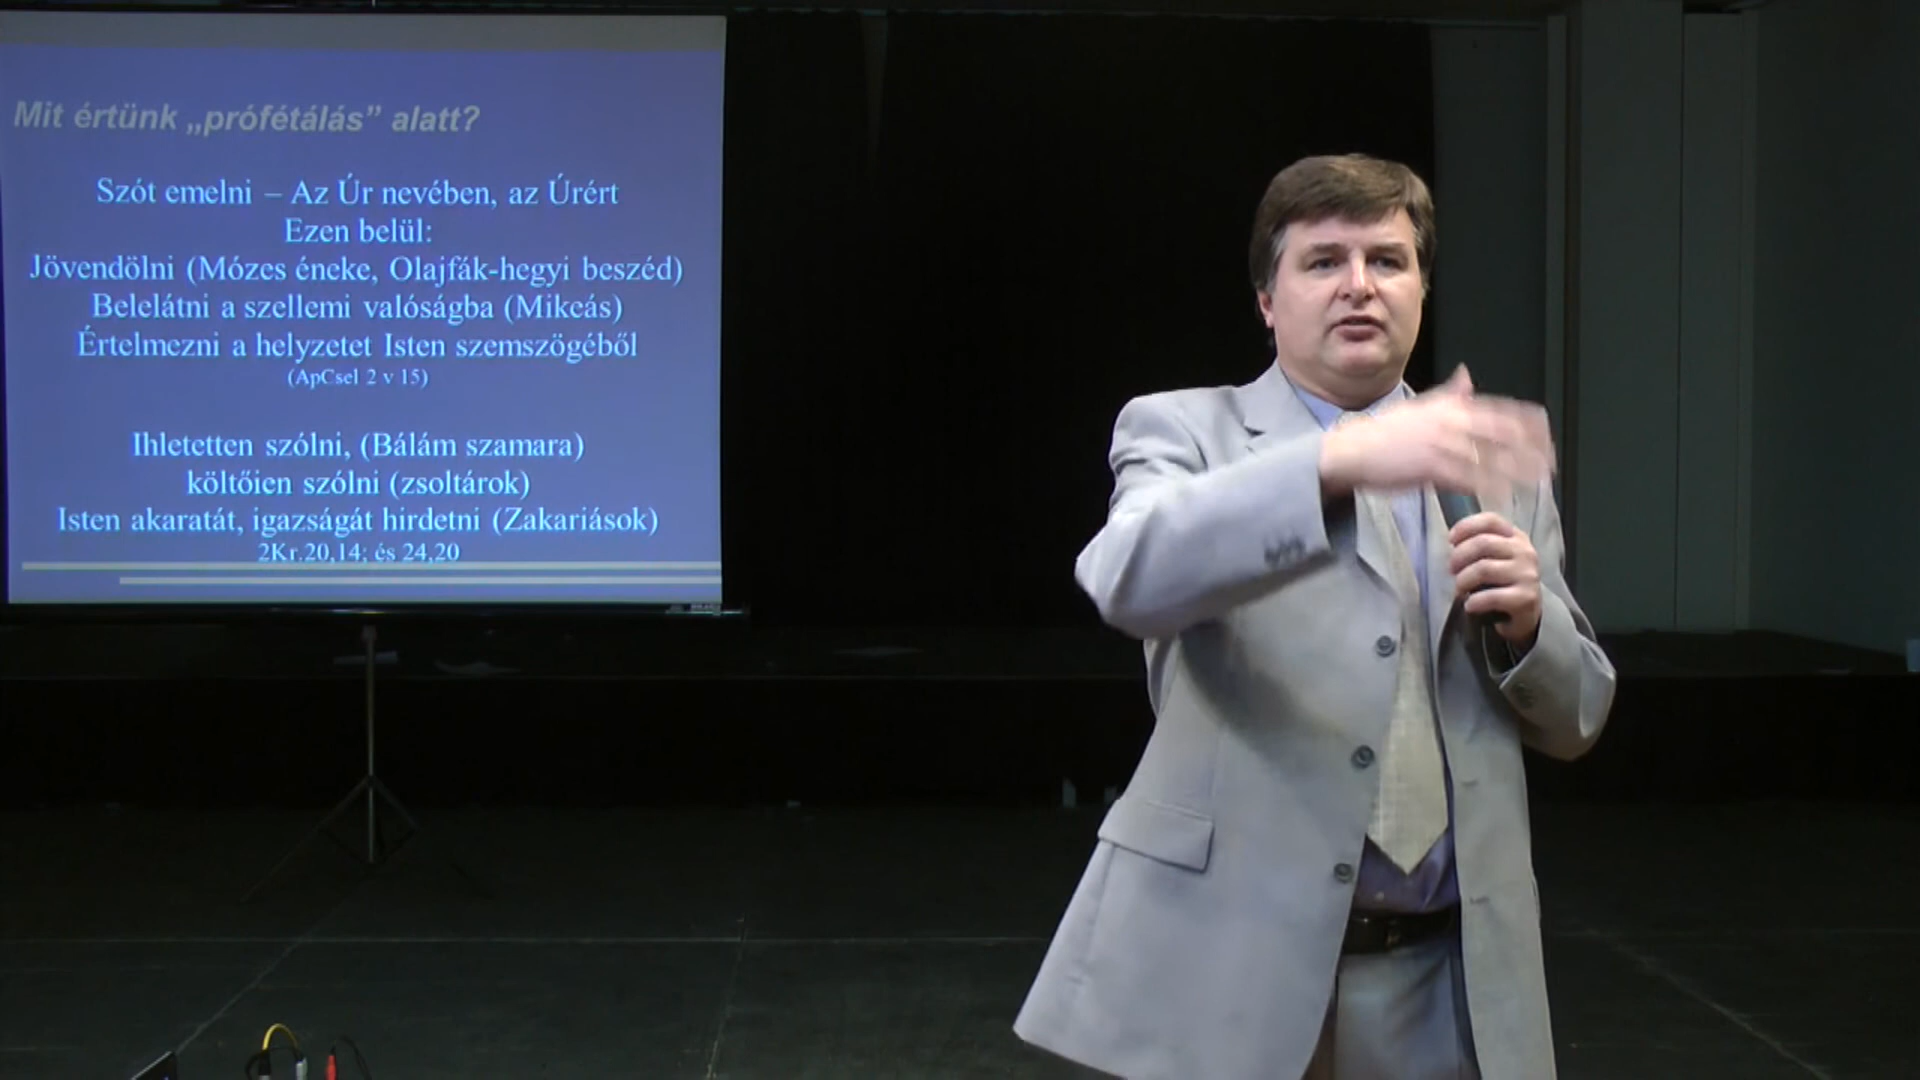 Mit értünk „prófétálás” alatt?
Szót emelni – Az Úr nevében, az Úrért
Ezen belül:
Jövendölni (Mózes éneke, Olajfák-hegyi beszéd)
Belelátni a szellemi valóságba (Mikeás)
Értelmezni a helyzetet Isten szemszögéből
(ApCsel 2 v 15)
Ihletetten szólni, (Bálám szamara)
költőien szólni (zsoltárok)
Isten akaratát, igazságát hirdetni (Zakariások)
2Kr.20,14; és 24,20